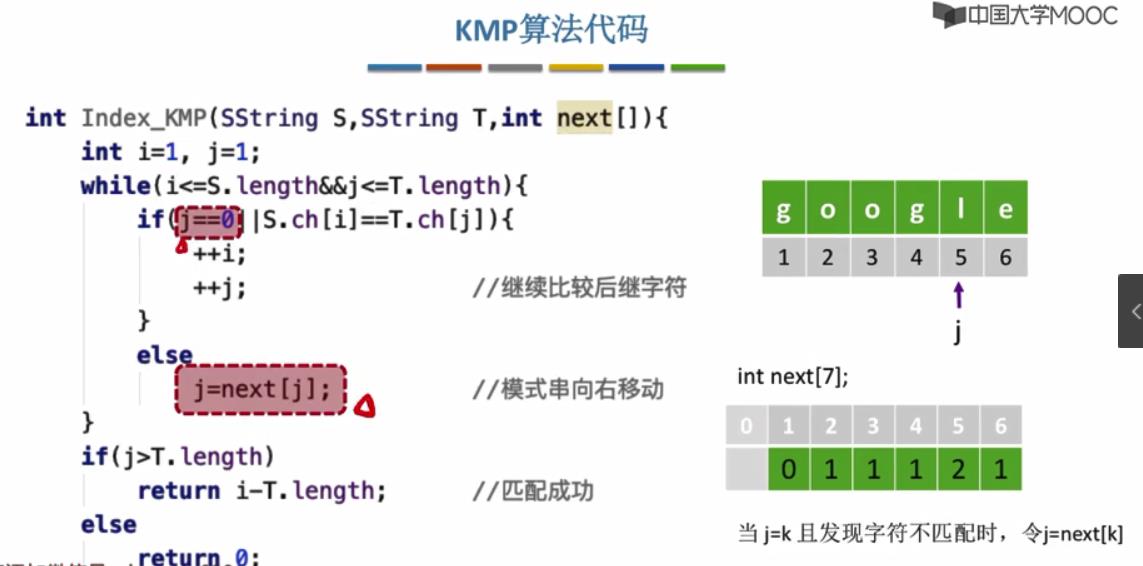 KMP算法代码
中国大学MOOC
int Index_KMP(SString S,SString T,int next[]){
int i=1, j=1;
while(i<=S.length&&j<=T.length){
if(j==0||S.ch[i]==T.ch[j]){
++i;
++j; //继续比较后继字符
}
else
j=next[j]; //模式串向右移动
}
if(j>T.length)
return i-T.length; //匹配成功
else
return 0;
g o o g l e
1 2 3 4 5 6
j
int next[7];
0 1 2 3 4 5 6
0 1 1 1 2 1
当 j=k 且发现字符不匹配时，令j=next[k]